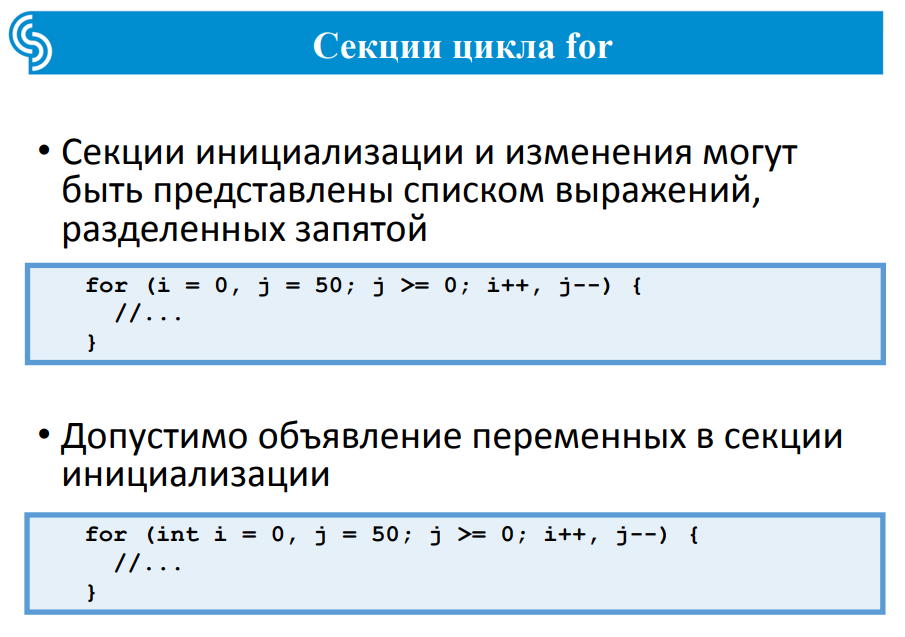 Секции цикла for
• Секции инициализации и изменения могут
быть представлены списком выражений,
разделенных запятой
for (i = 0, j = 50; j >= 0; i++, j--) {
//...
}
• Допустимо объявление переменных в секции
инициализации
for (int i = 0, j = 50; j >= 0; i++, j--) {
//...
}